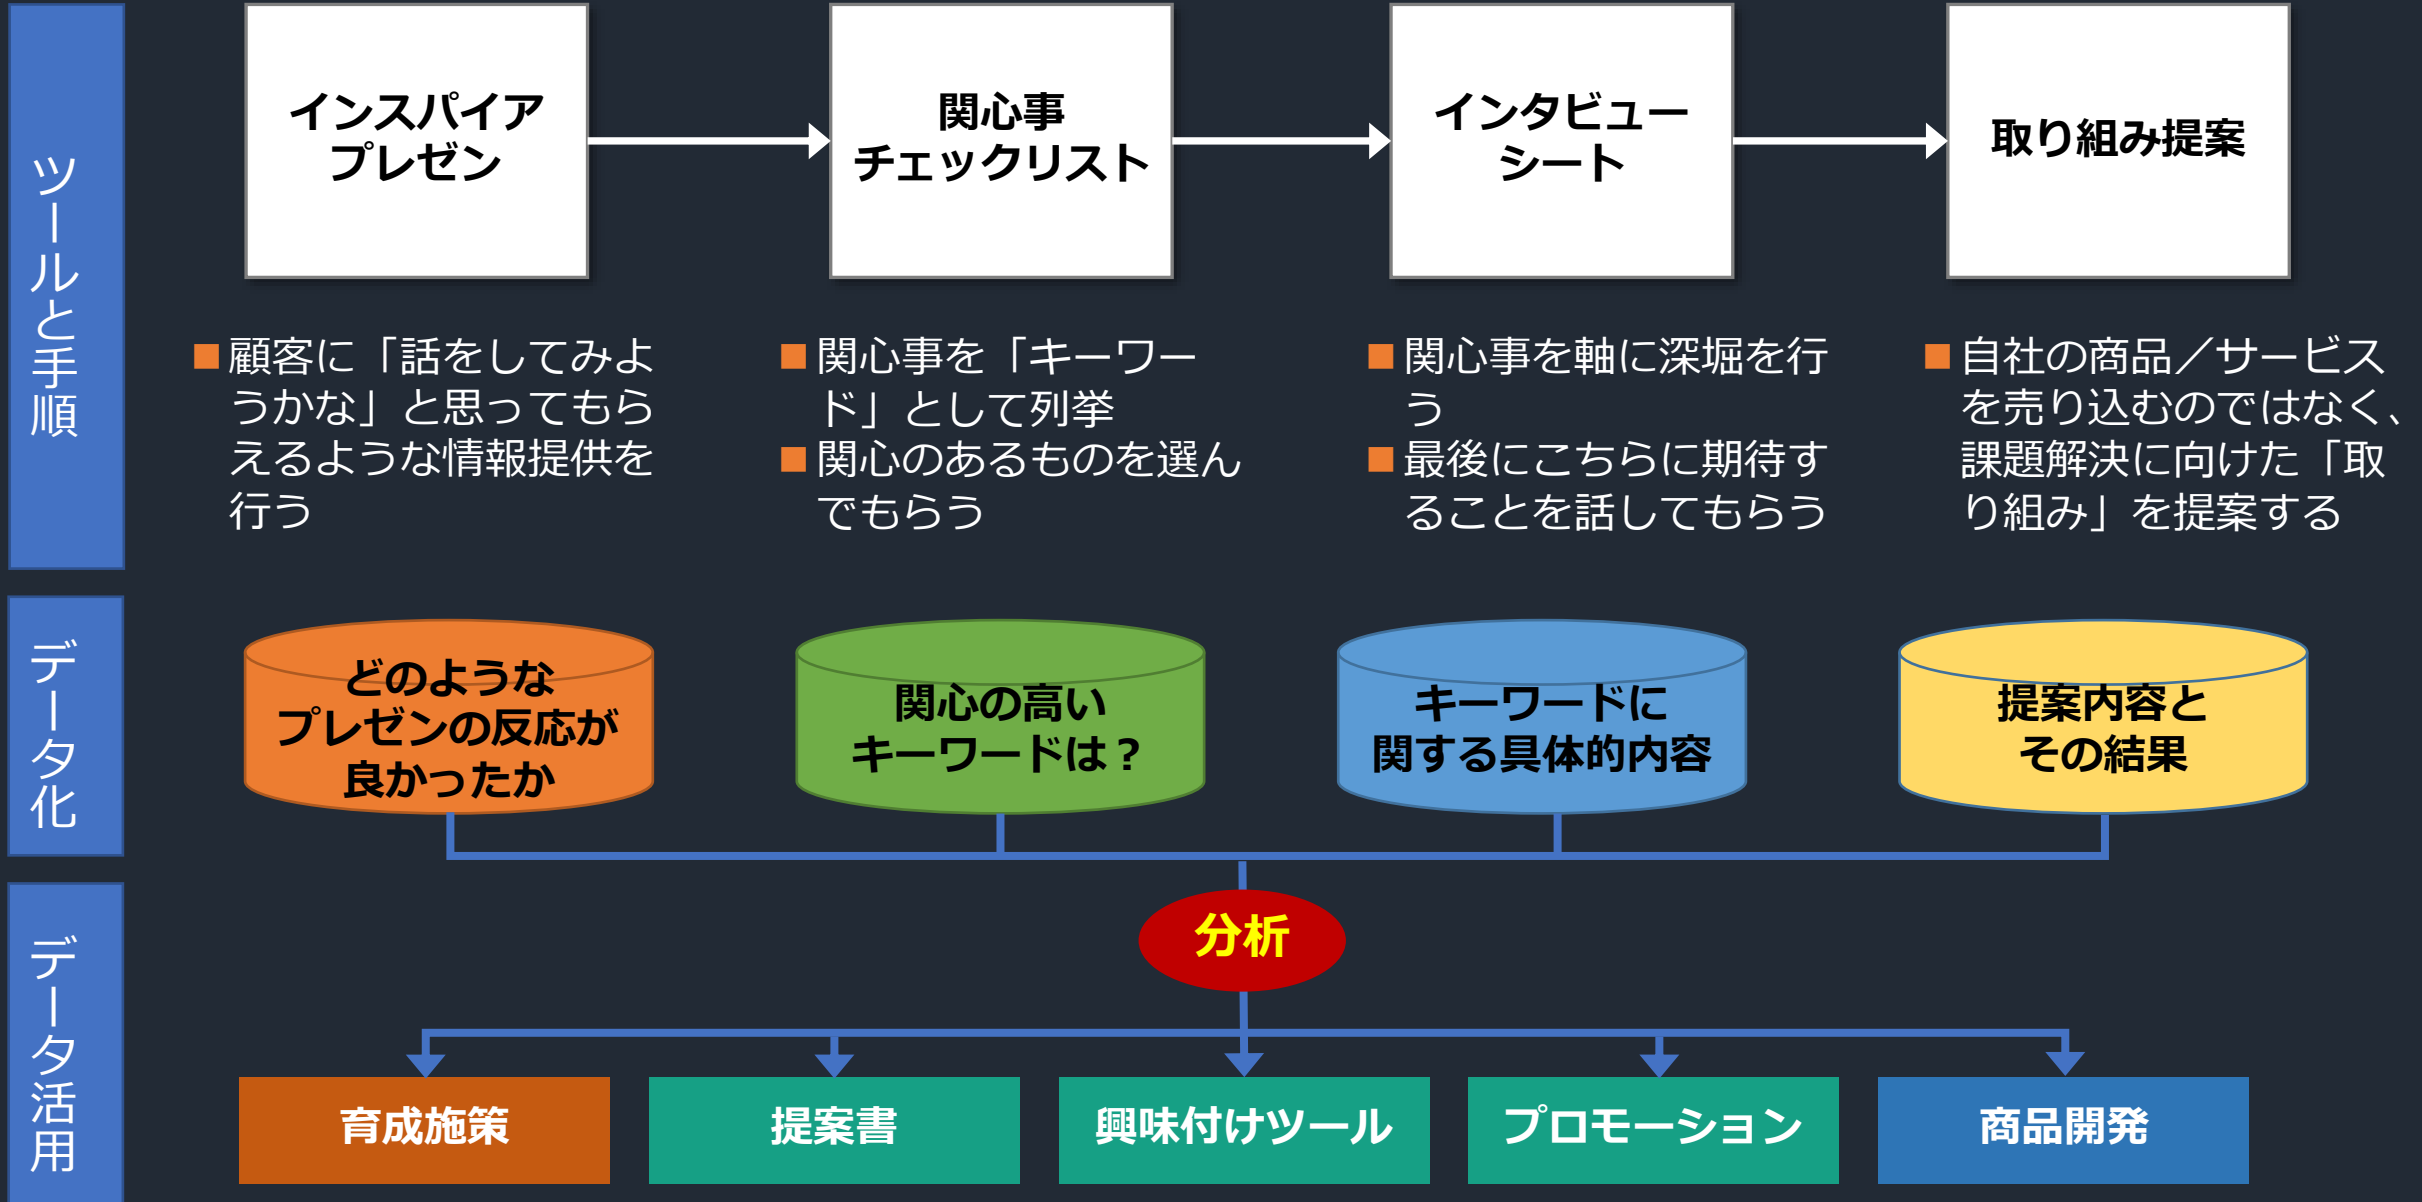 ツールと手順
インスパイア
プレゼン
関心事
チェックリスト
インタビュー
シート
取り組み提案
顧客に「話をしてみよ
うかな」と思ってもら
えるような情報提供を
行う
関心事を「キーワー
ド」として列挙
関心のあるものを選ん
でもらう
関心事を軸に深堀を行
う
最後にこちらに期待す
ることを話してもらう
自社の商品／サービス
を売り込むのではなく、
課題解決に向けた「取
り組み」を提案する
データ化
どのような
プレゼンの反応が
良かったか
関心の高い
キーワードは？
キーワードに
関する具体的内容
提案内容と
その結果
データ活用
分析
育成施策
提案書
興味付けツール
プロモーション
商品開発